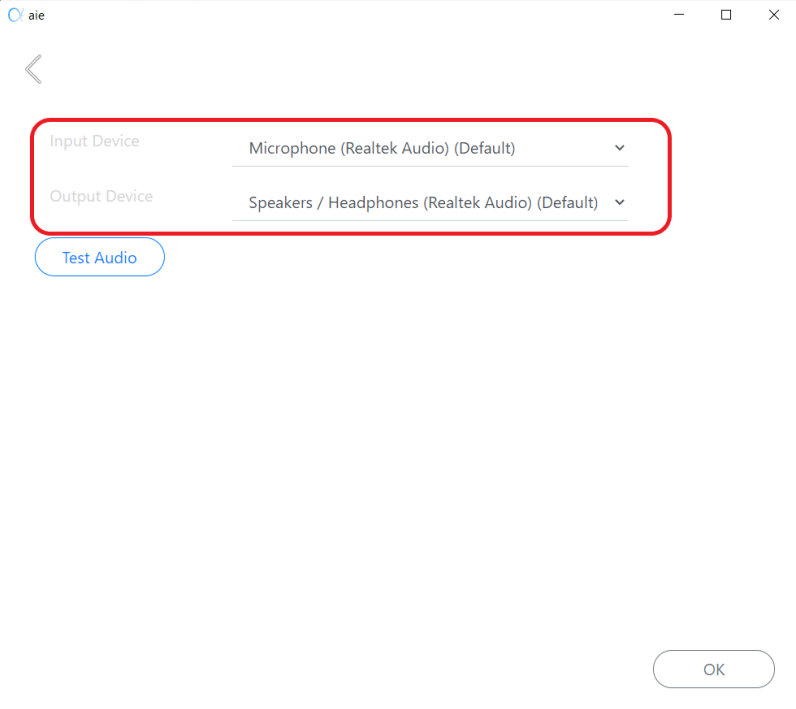 aie
Input Device
Microphone (Realtek Audio) (Default)
Output Device
Speakers / Headphones (Realtek Audio) (Default)
Test Audio
OK